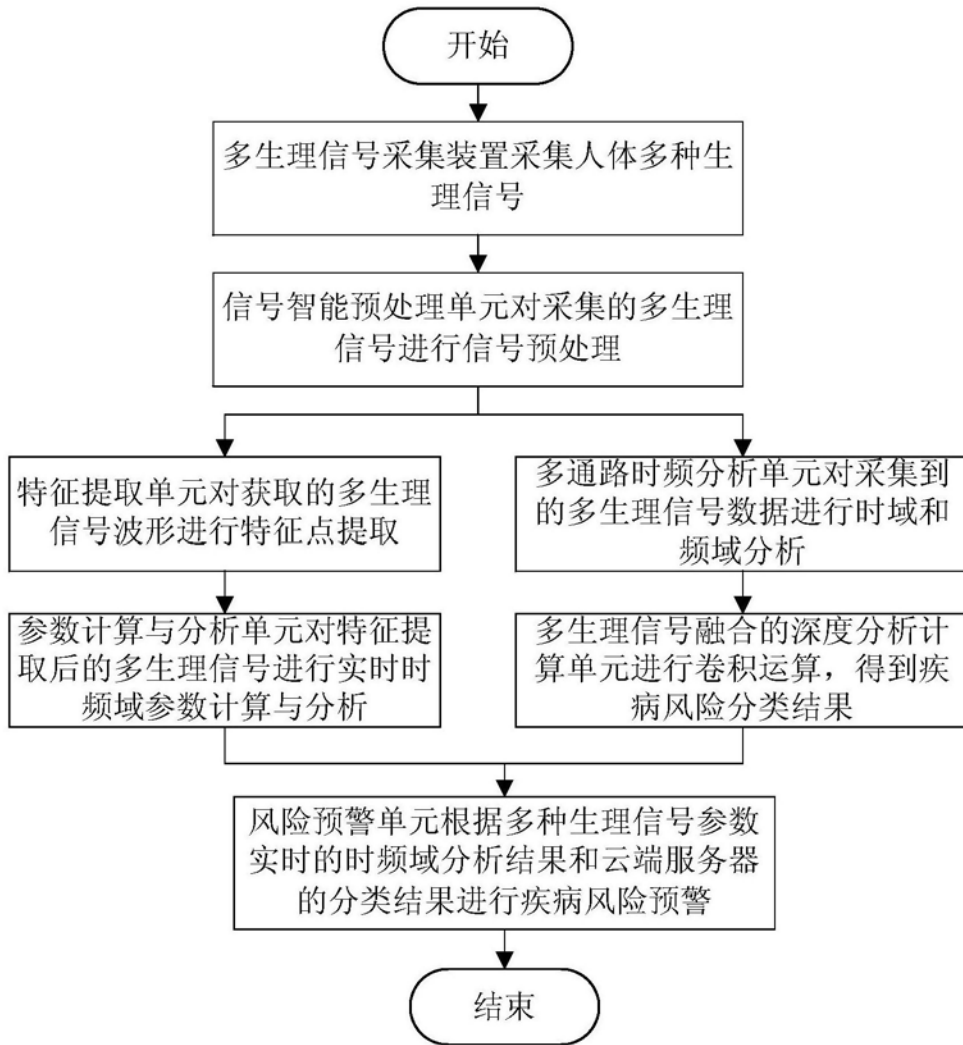 开始
多生理信号采集装置采集人体多种生
理信号
信号智能预处理单元对采集的多生理
信号进行信号预处理
特征提取单元对获取的多生理
信号波形进行特征点提取
多通路时频分析单元对采集到
的多生理信号数据进行时域和
频域分析
参数计算与分析单元对特征提
取后的多生理信号进行实时时
频域参数计算与分析
多生理信号融合的深度分析计
算单元进行卷积运算，得到疾
病风险分类结果
风险预警单元根据多种生理信号参数
实时的时频域分析结果和云端服务器
的分类结果进行疾病风险预警
结束